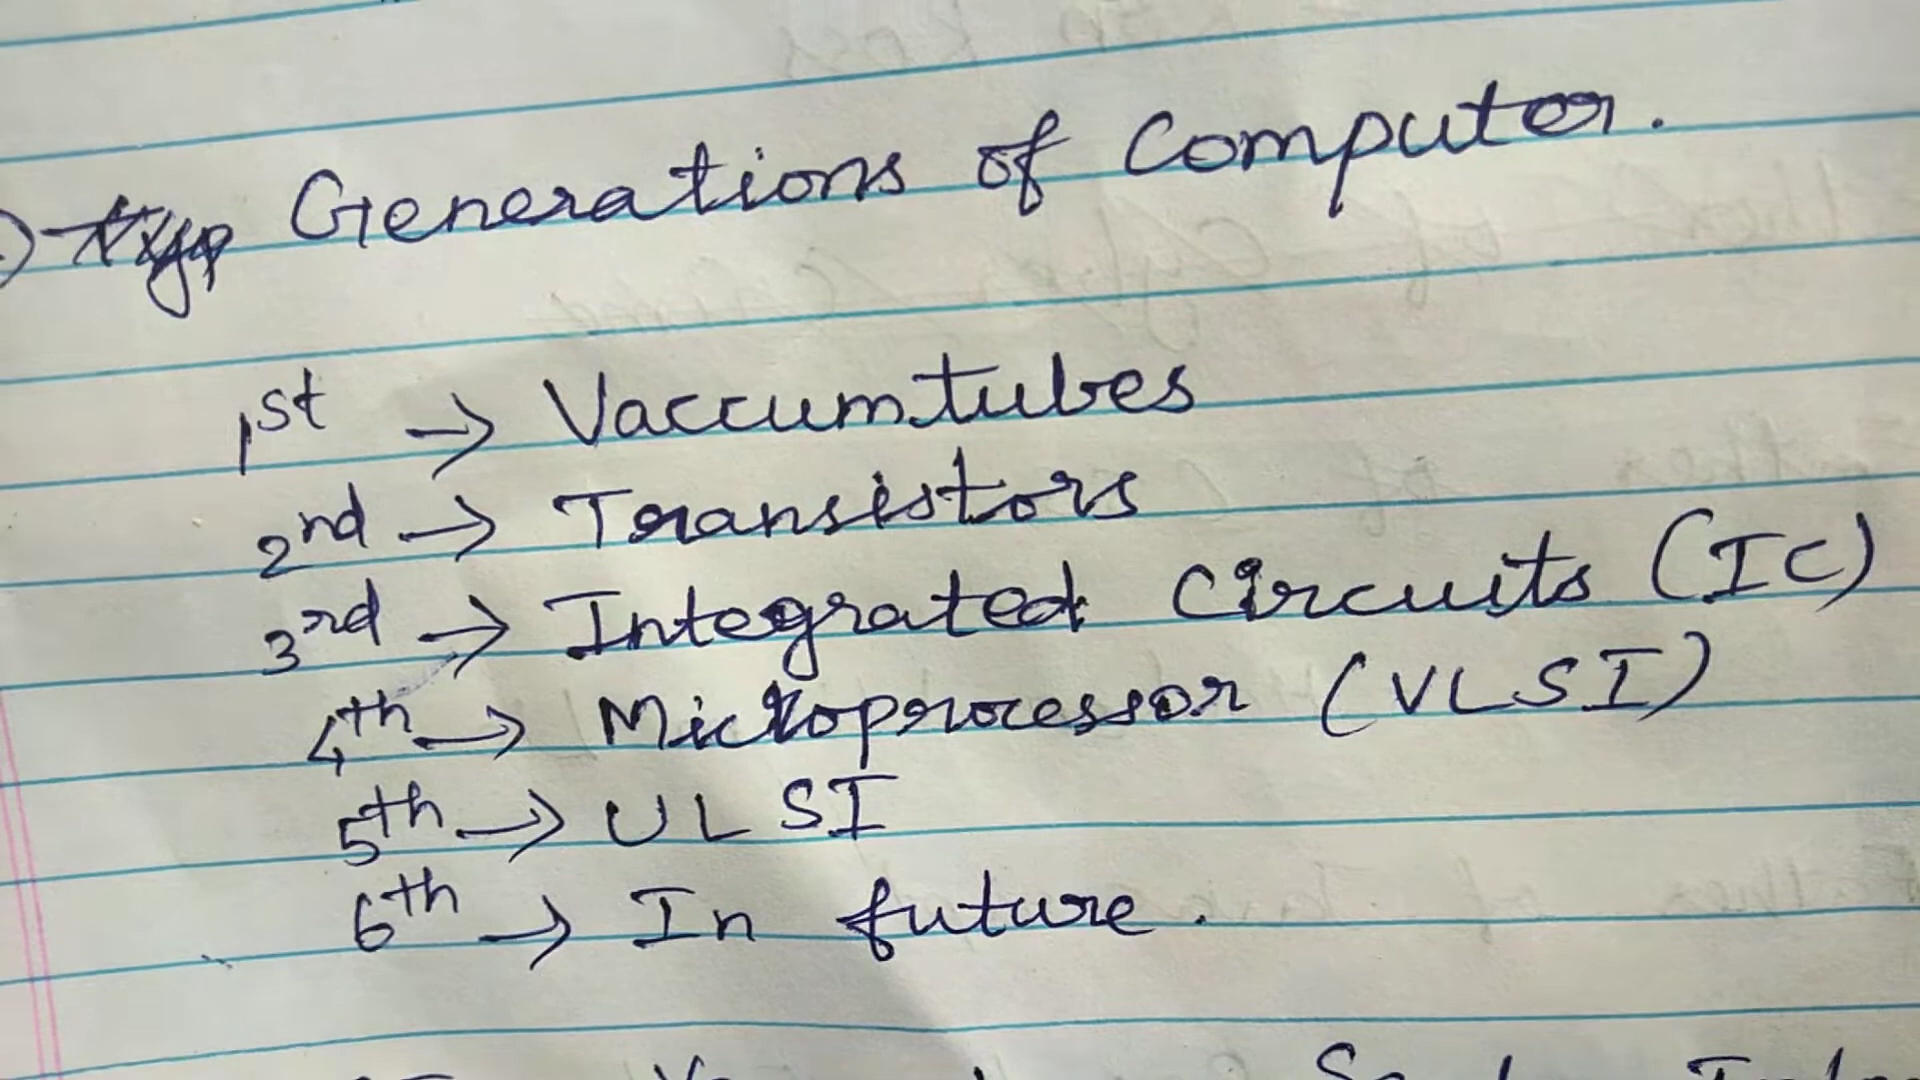 Generations of Computer.
1st → Vaccumtubes
2nd → Transistors
3rd → Integrated Circuits (IC)
4th → Microprocessor (VLSI)
5th → ULSI
6th → In future.